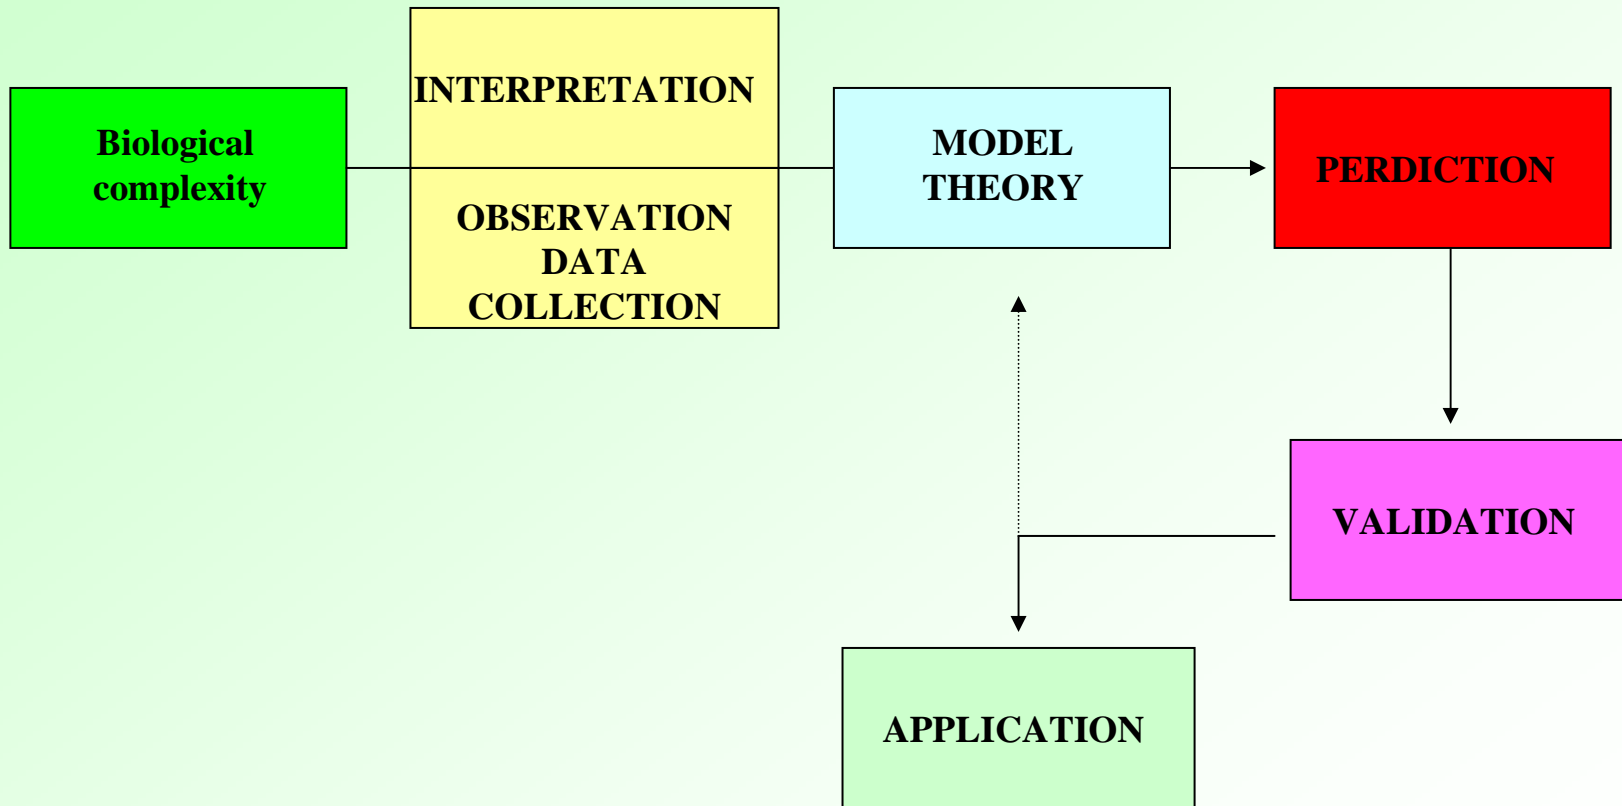 Biological
complexity
INTERPRETATION
OBSERVATION
DATA
COLLECTION
MODEL
THEORY
PERDICTION
VALIDATION
APPLICATION